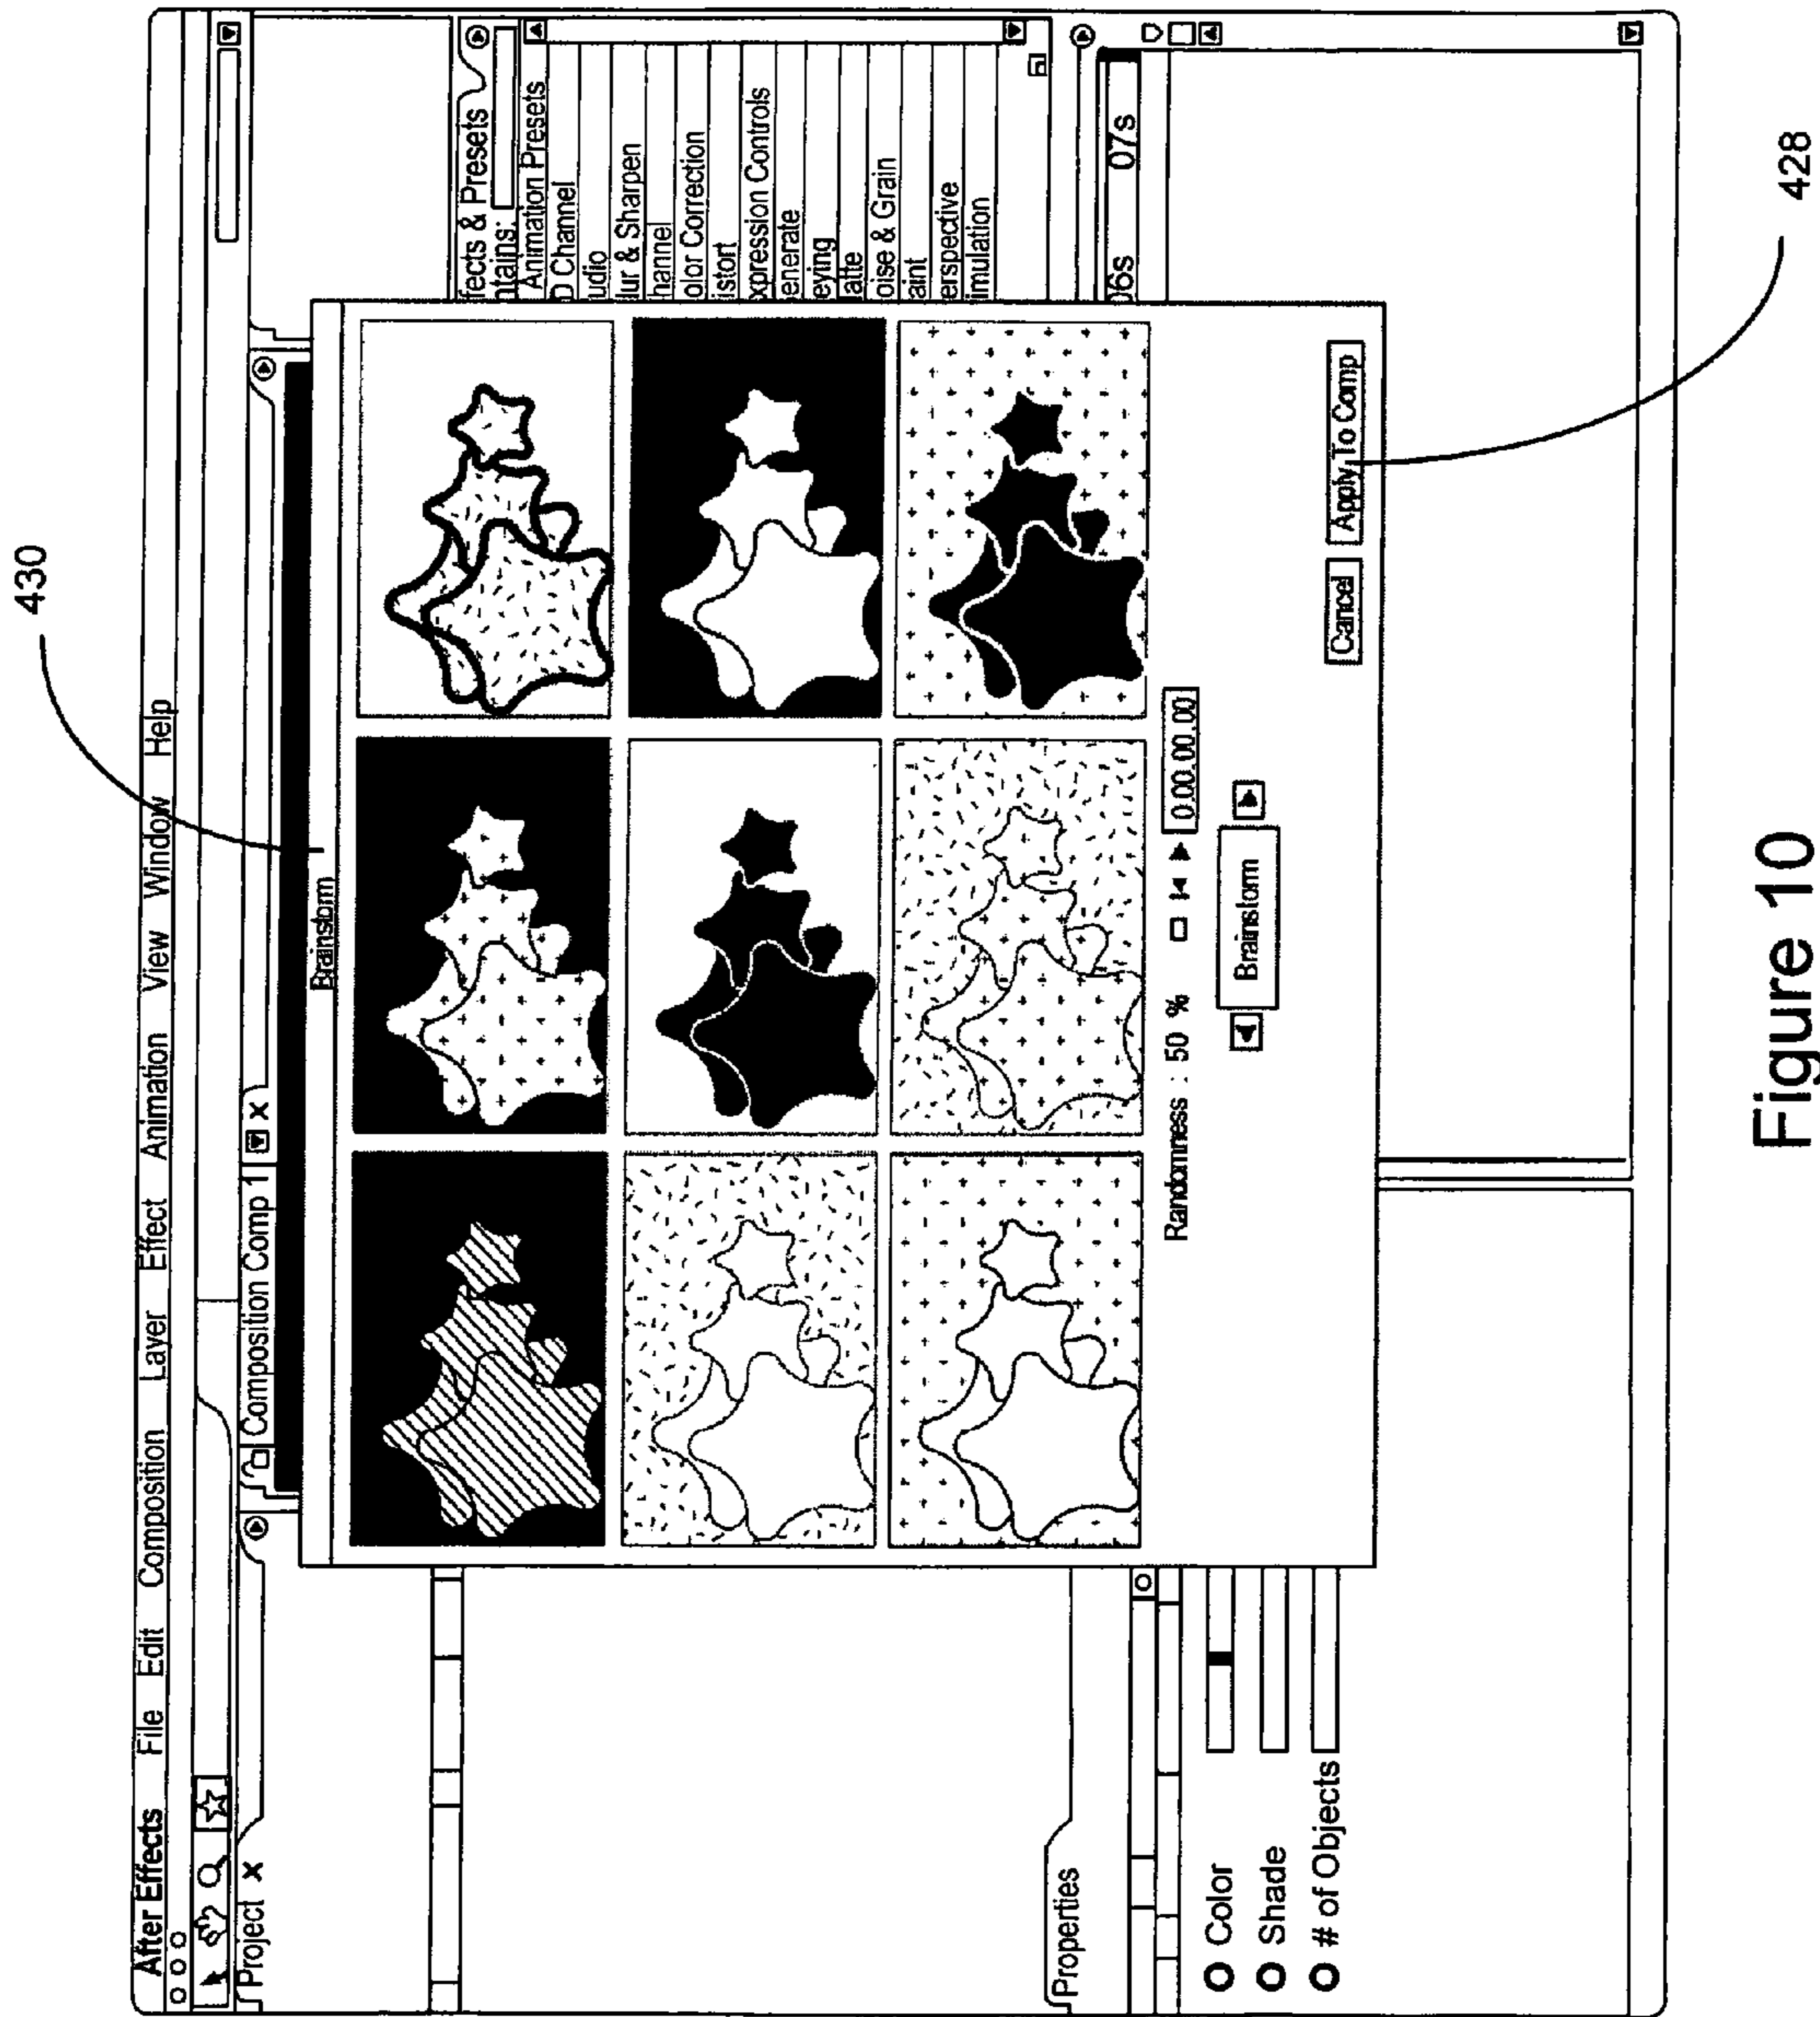 430
After Effects File Edit Composition Layer Effect Animation View Window Help
Project x
Composition Comp 1 x
fects & Presets
ntains:
Animation Presets
D Channel
udio
lur & Sharpen
hannel
olor Correction
istort
xpression Controls
enerate
eying
latte
oise & Grain
aint
erspective
imulation
06s 07s
Brainstorm
Randomness : 50 %
0.00.00.00
Brainstorm
Cancel
Apply To Comp
Properties
Color
Shade
# of Objects
428
Figure 10